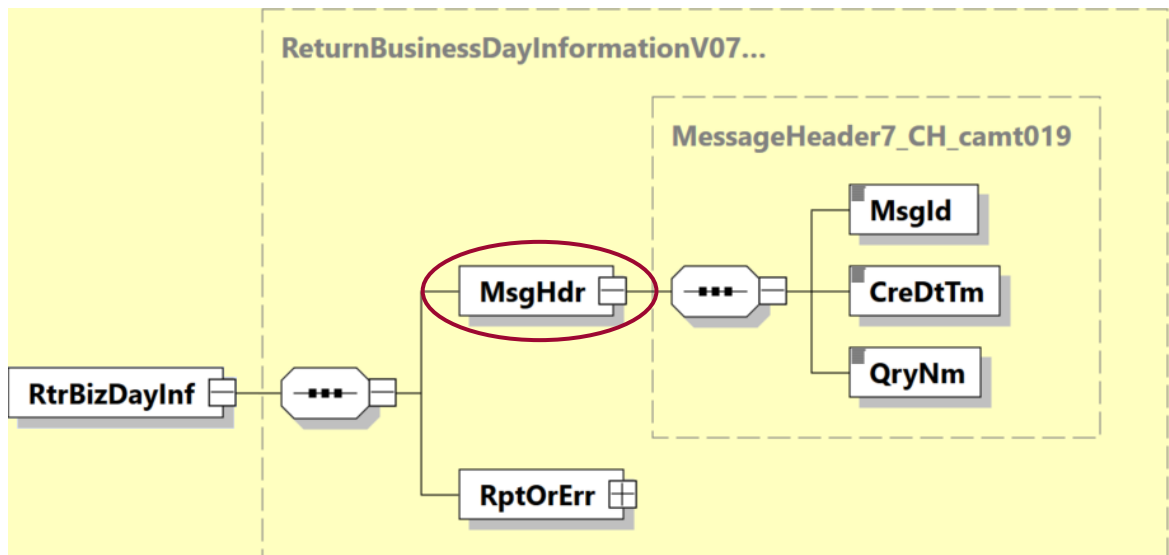 ReturnBusinessDayInformationV07...
MessageHeader7_CH_camt019
MsgId
MsgHdr
CreDtTm
QryNm
RtrBizDayInf
RptOrErr